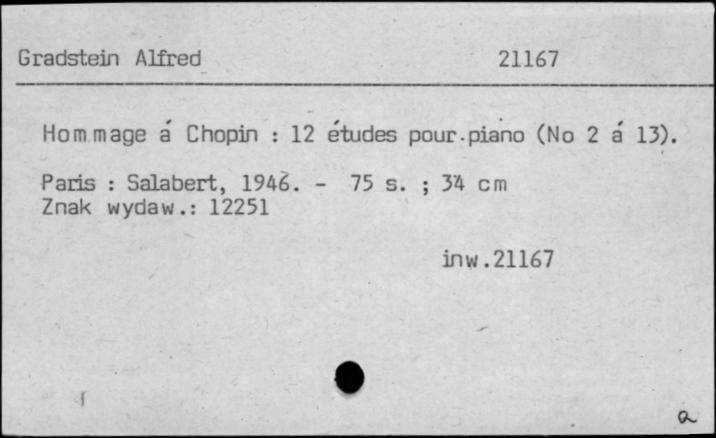 Gradstein Alfred 21167
Hommage á Chopin : 12 études pour.piano (No 2 á 13).
Paris : Salabert, 1946. - 75 s. ; 34 cm
Znak wydaw.: 12251
inw.21167
a